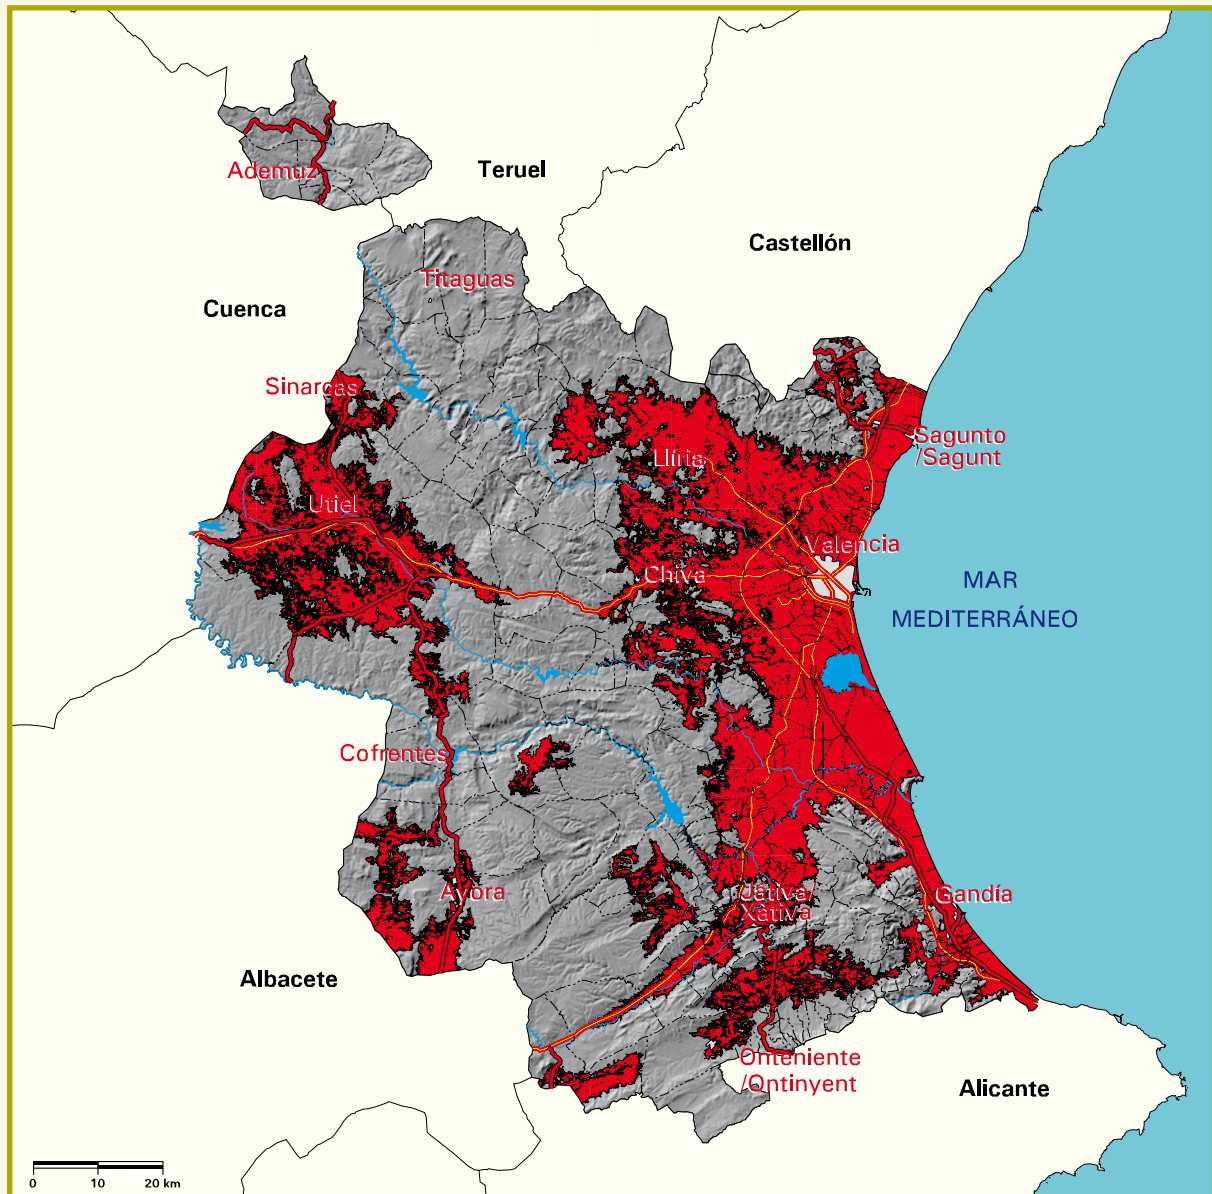 Teruel
Ademuz
Castellón
Titaguas
Cuenca
Sinarcas
Sagunto
/Sagunt
Llíria
Utiel
Valencia
Chiva
MAR
MEDITERRÁNEO
Cofrentes
Ayora
/Játiva/
Xátiva
Gandía
Albacete
Onteniente
/Ontinyent
Alicante
0 10 20 km